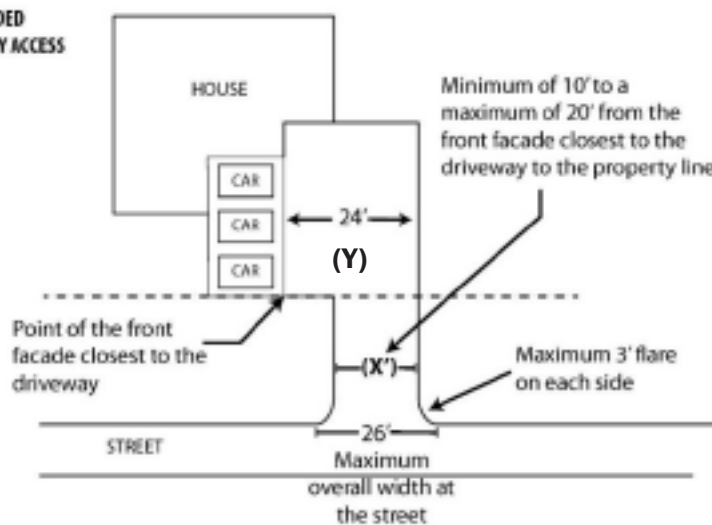 DED
Y ACCESS
HOUSE
Minimum of 10' to a
maximum of 20' from the
front facade closest to the
driveway to the property line
CAR
CAR
CAR
24'
(Y)
Point of the front
facade closest to the
driveway
(X')
Maximum 3' flare
on each side
STREET
26'
Maximum
overall width at
the street